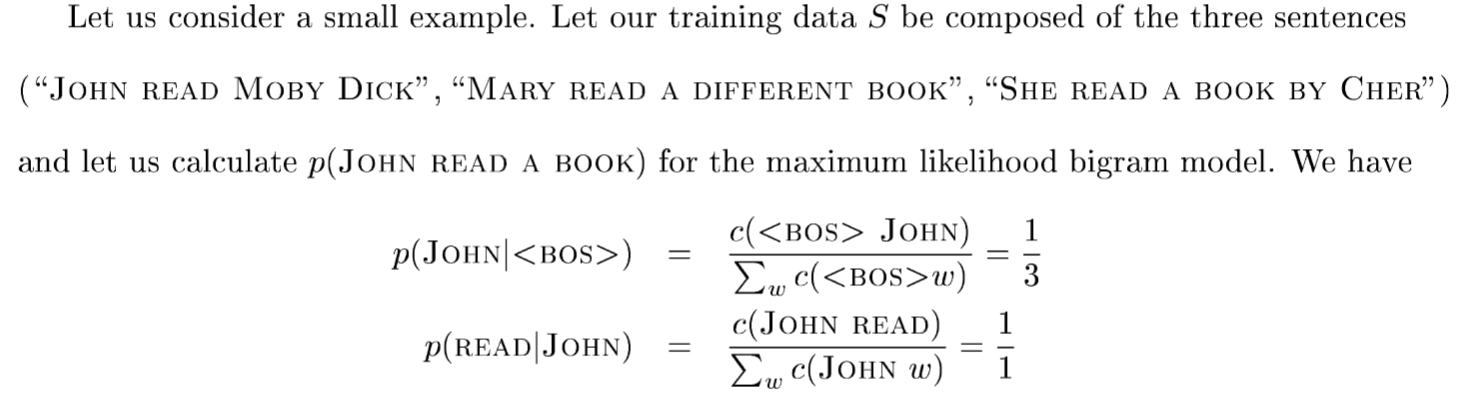 Let us consider a small example. Let our training data S be composed of the three sentences
(“JOHN READ MOBY DICK”, “MARY READ A DIFFERENT BOOK”, “SHE READ A BOOK BY CHER”)
and let us calculate p(JOHN READ A BOOK) for the maximum likelihood bigram model. We have
p(JOHN|<BOS>) = c(<BOS> JOHN) / ∑w c(<BOS>w) = 1/3
p(READ|JOHN) = c(JOHN READ) / ∑w c(JOHN w) = 1/1